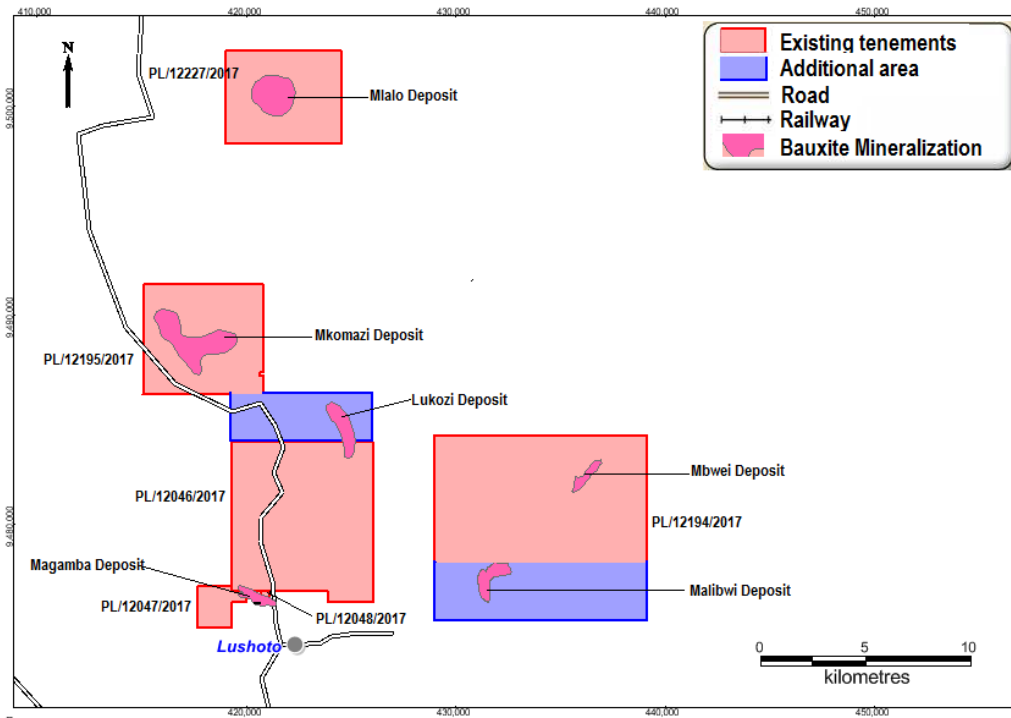 410,000
420,000
430,000
440,000
450,000
N
PL/12227/2017
Mlalo Deposit
Existing tenements
Additional area
Road
Railway
Bauxite Mineralization
9,500,000
9,490,000
Mkomazi Deposit
PL/12195/2017
Lukozi Deposit
Mbwei Deposit
PL/12046/2017
PL/12194/2017
9,480,000
Magamba Deposit
Malibwi Deposit
PL/12047/2017
PL/12048/2017
Lushoto
0
5
10
kilometres
420,000
430,000
440,000
450,000